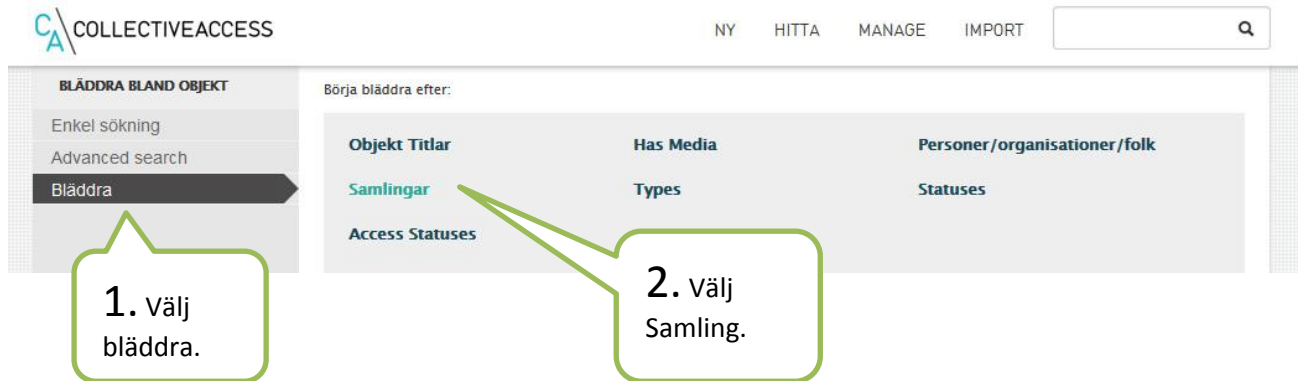 CA COLLECTIVEACCESS
NY HITTA MANAGE IMPORT
BLÄDDRA BLAND OBJEKT
Enkel sökning
Advanced search
Bläddra
Börja bläddra efter:
Objekt Titlar Has Media Personer/organisationer/folk
Samlingar Types Statuses
Access Statuses
1. Välj
bläddra.
2. Välj
Samling.